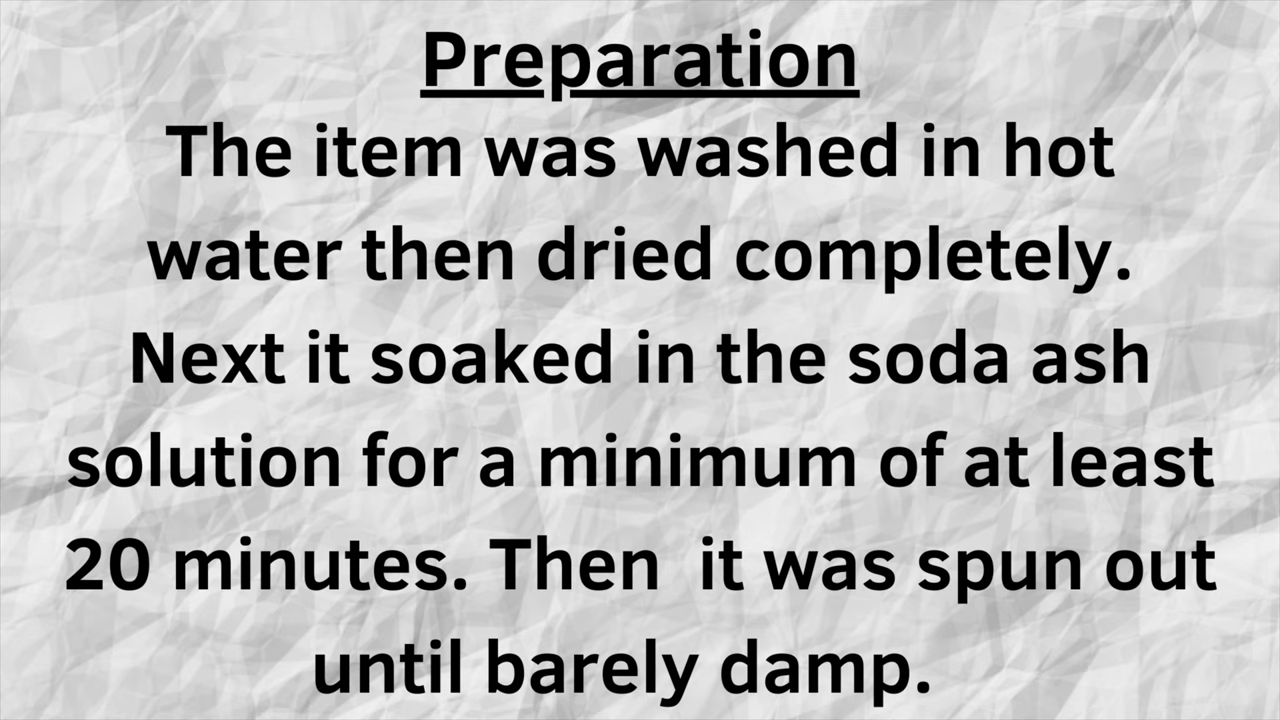 Preparation
The item was washed in hot
water then dried completely.
Next it soaked in the soda ash
solution for a minimum of at least
20 minutes. Then  it was spun out
until barely damp.